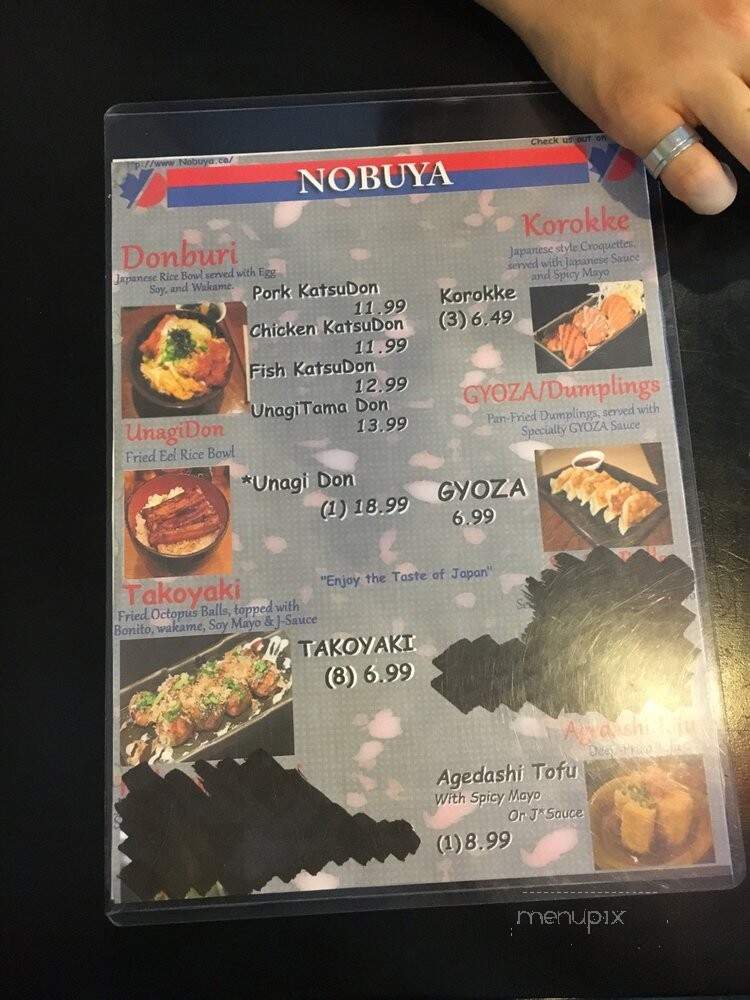 http://www.Nobuya.ca/
Check us out on
NOBUYA
Donburi
Japanese Rice Bowl served with Egg,
Soy, and Wakame.
Pork KatsuDon
11.99
Chicken KatsuDon
11.99
Fish KatsuDon
12.99
UnagiTama Don
13.99
UnagiDon
Fried Eel Rice Bowl
*Unagi Don
(1) 18.99
"Enjoy the Taste of Japan"
Takoyaki
Fried Octopus Balls, topped with
Bonito, wakame, Soy Mayo & J-Sauce
TAKOYAKI
(8) 6.99
Korokke
Japanese style Croquettes,
served with Japanese Sauce
and Spicy Mayo
Korokke
(3) 6.49
GYOZA/Dumplings
Pan-Fried Dumplings, served with
Specialty GYOZA Sauce
GYOZA
6.99
Agedashi Tofu
Agedashi Tofu
With Spicy Mayo
Or J*Sauce
(1)8.99
menupix